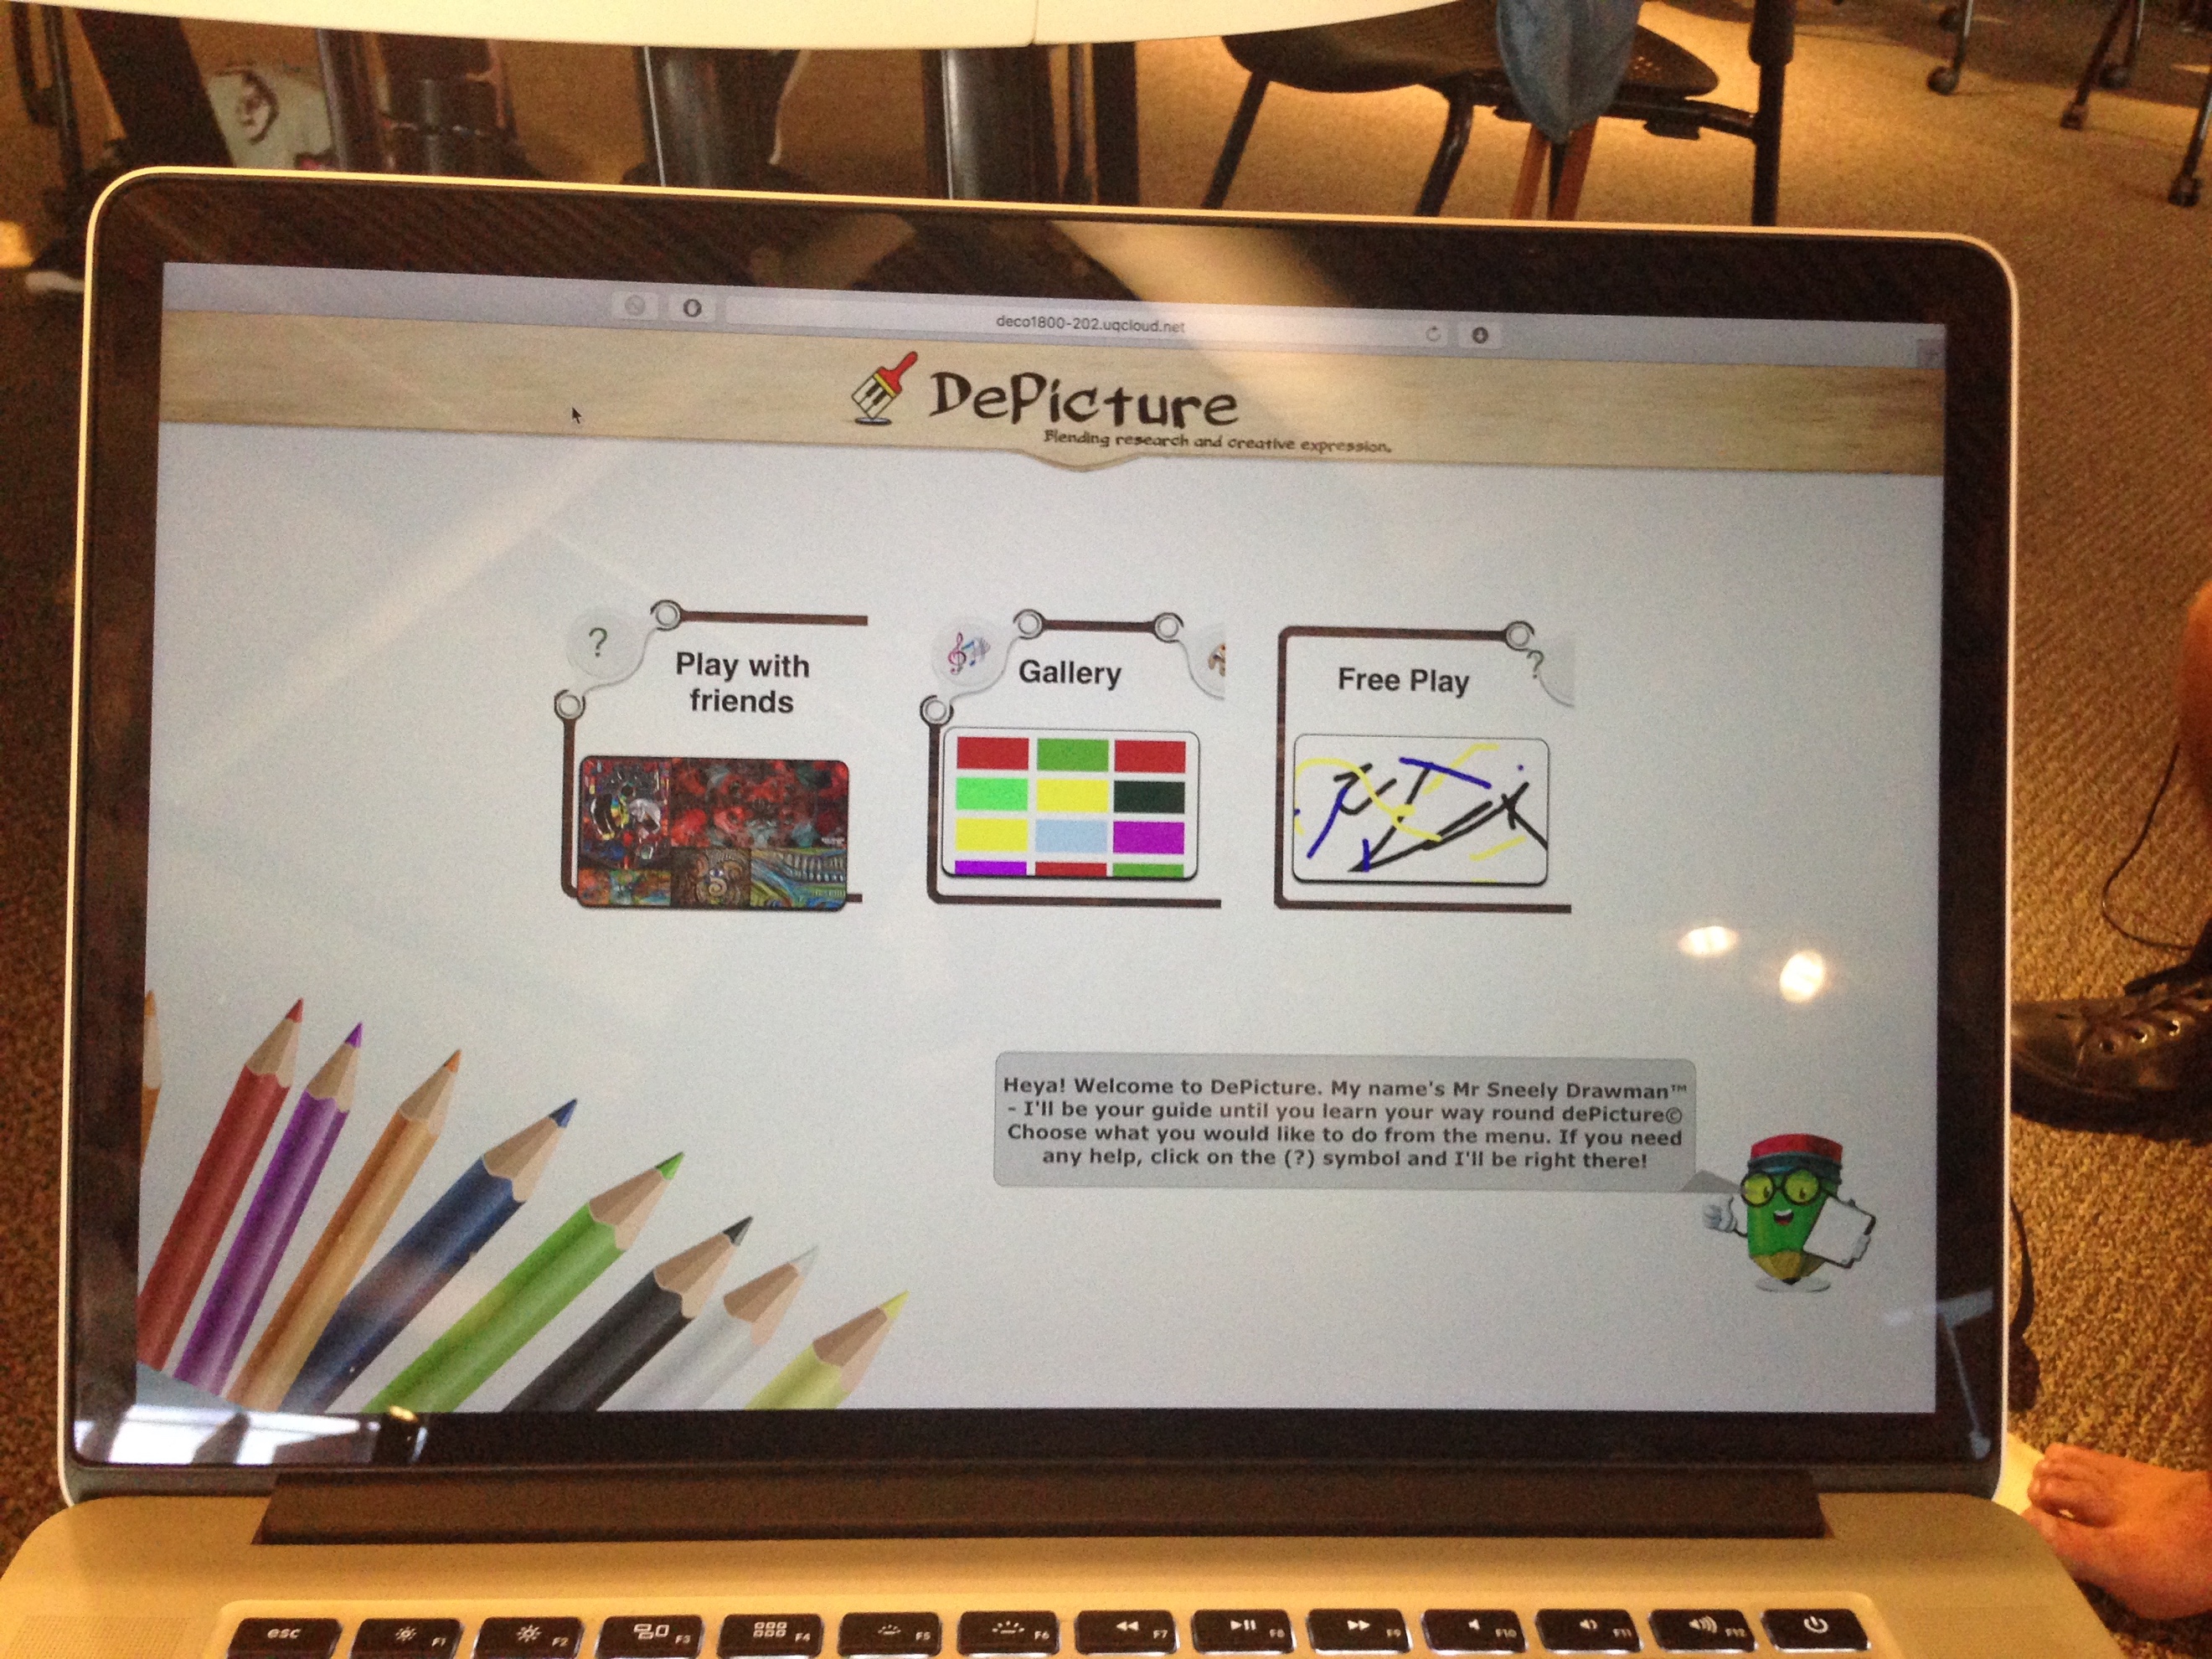 deco1800-202.uqcloud.net
DePicture
Blending research and creative expression.
?
Play with
friends
Gallery
?
Free Play
Heya! Welcome to DePicture. My name's Mr Sneely Drawman™
- I'll be your guide until you learn your way round dePicture©
Choose what you would like to do from the menu. If you need
any help, click on the (?) symbol and I'll be right there!
esc
F1
F2
F3
F4
F5
F6
F7
F8
F9
F10
F11
F12